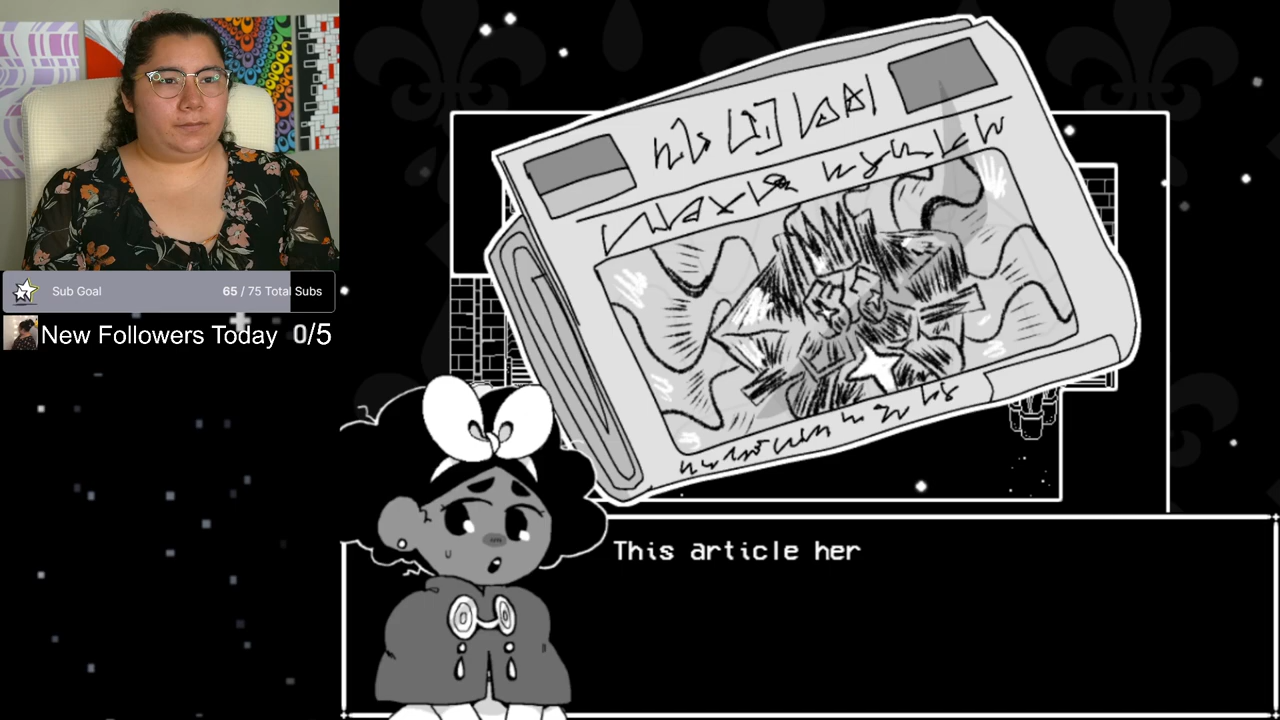 Sub Goal
65 / 75 Total Subs
New Followers Today 0/5
This article her